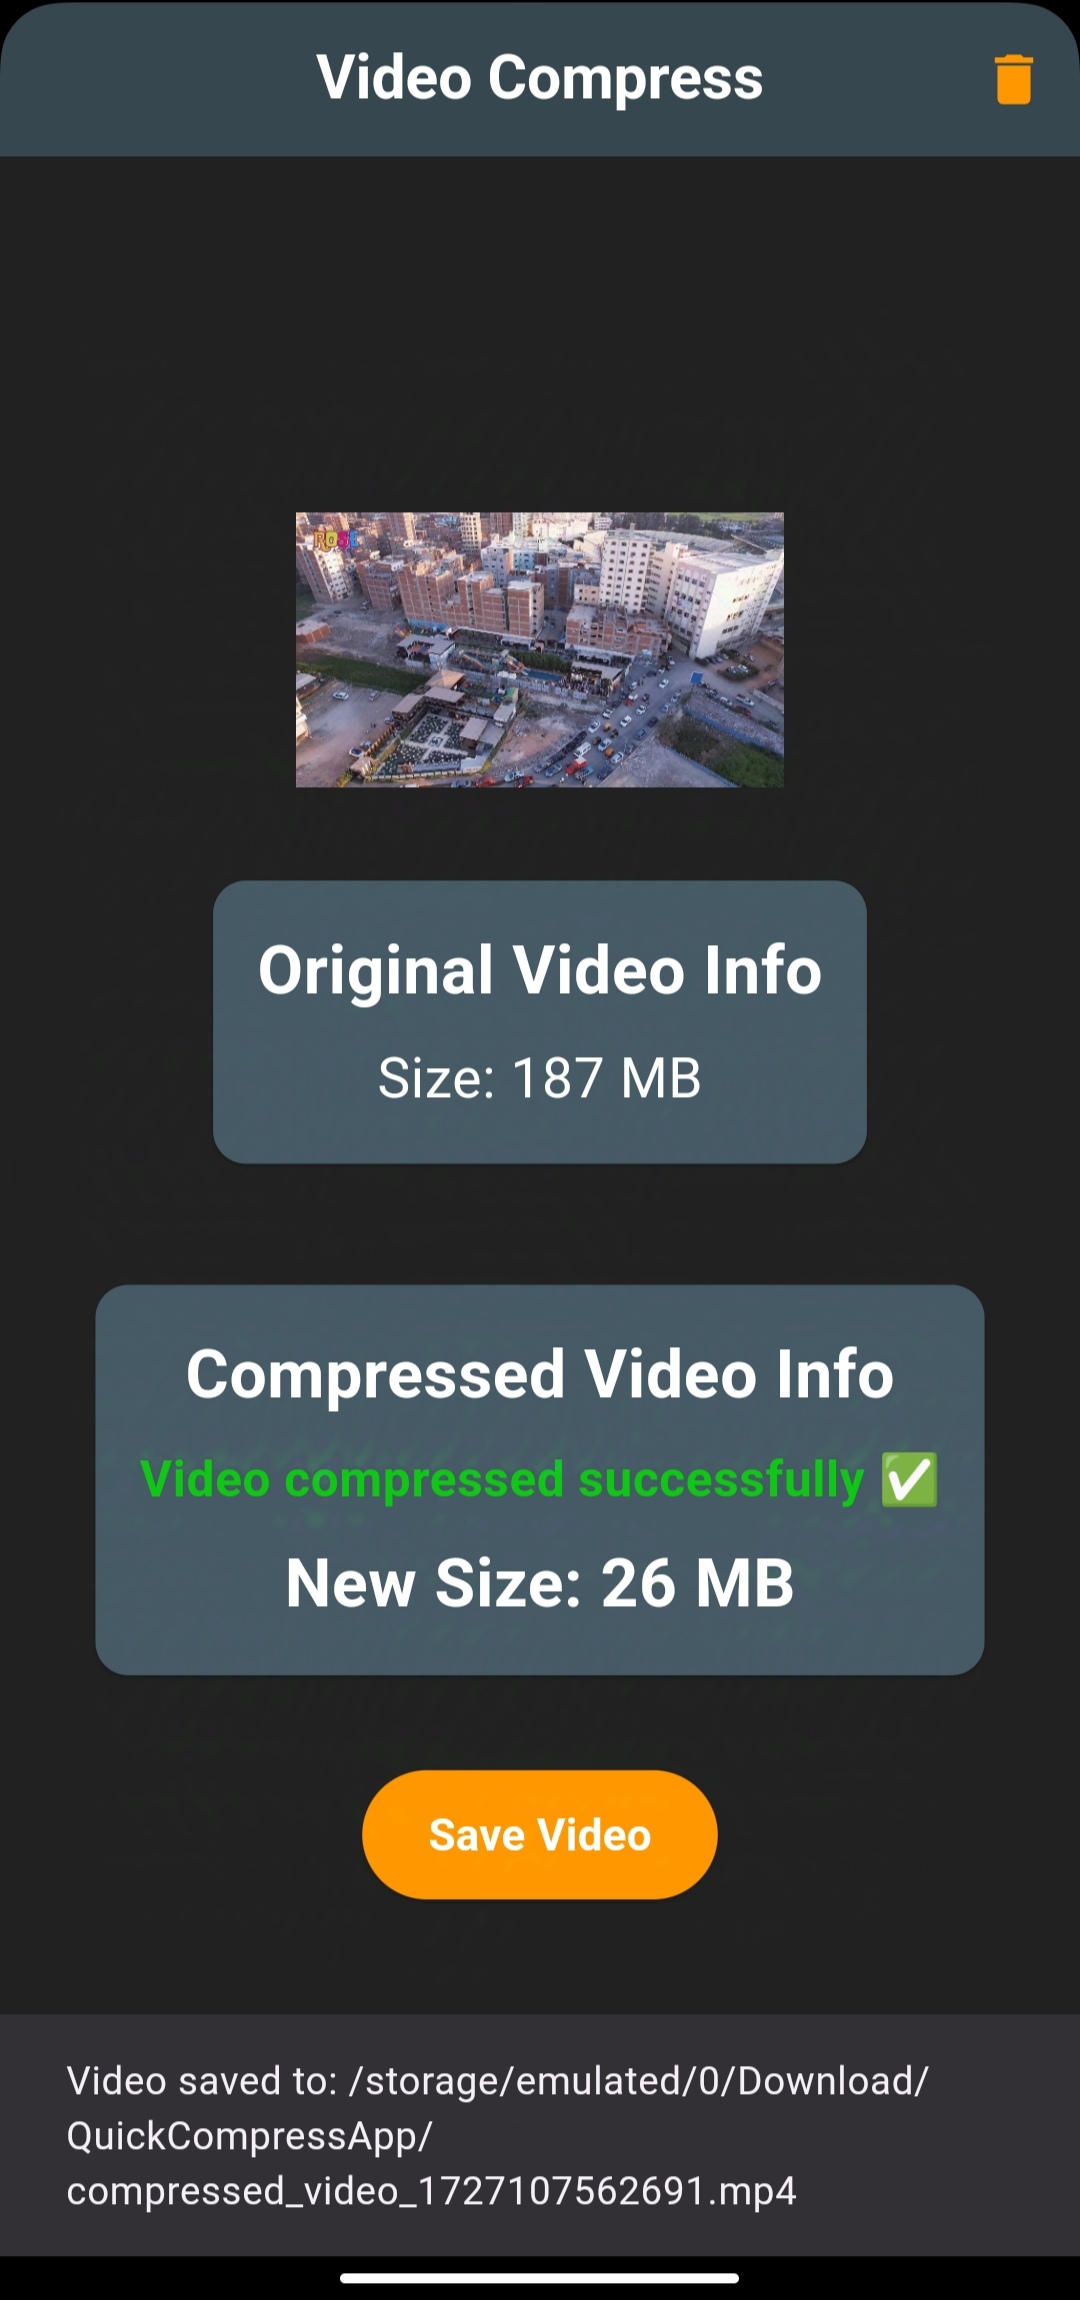 Video Compress
ROSE
Original Video Info
Size: 187 MB
Compressed Video Info
Video compressed successfully ✅
New Size: 26 MB
Save Video
Video saved to: /storage/emulated/0/Download/
QuickCompressApp/
compressed_video_1727107562691.mp4